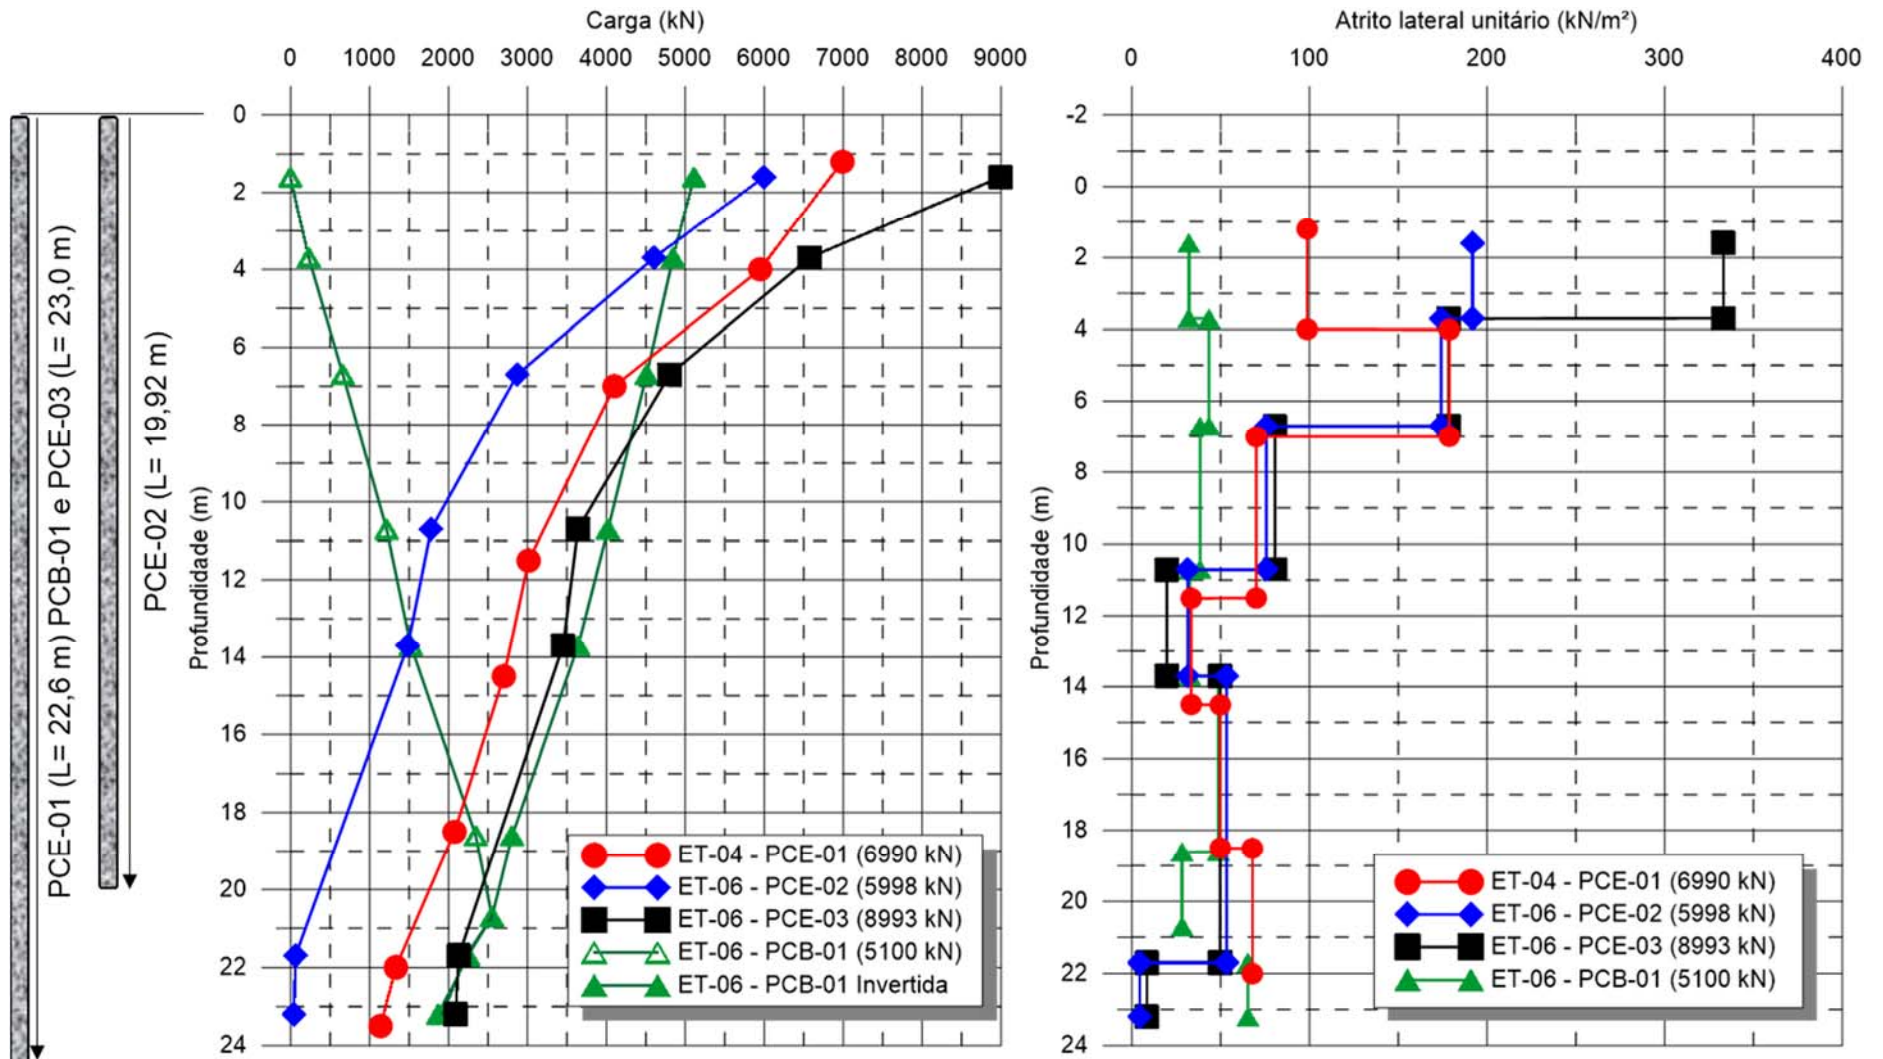 Carga (kN)
0 1000 2000 3000 4000 5000 6000 7000 8000 9000
0
2
4
6
8
10
12
14
16
18
20
22
24
Profundidade (m)
PCE-01 (L= 22,6 m) PCB-01 e PCE-03 (L= 23,0 m)
PCE-02 (L= 19,92 m)
ET-04 - PCE-01 (6990 kN)
ET-06 - PCE-02 (5998 kN)
ET-06 - PCE-03 (8993 kN)
ET-06 - PCB-01 (5100 kN)
ET-06 - PCB-01 Invertida
Atrito lateral unitário (kN/m²)
0 100 200 300 400
-2
0
2
4
6
8
10
12
14
16
18
20
22
24
Profundidade (m)
ET-04 - PCE-01 (6990 kN)
ET-06 - PCE-02 (5998 kN)
ET-06 - PCE-03 (8993 kN)
ET-06 - PCB-01 (5100 kN)